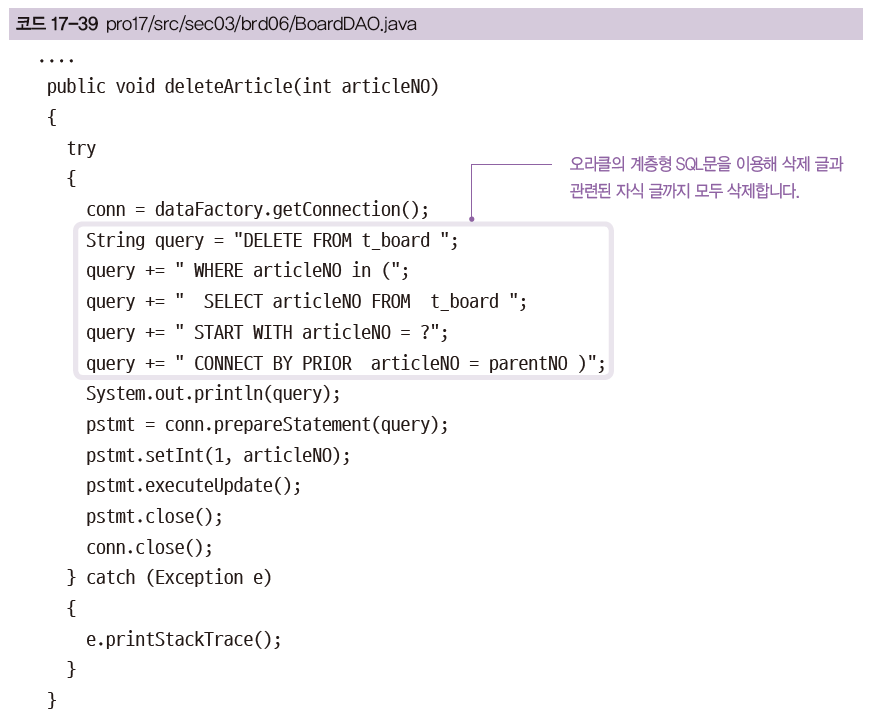 코드 17-39 pro17/src/sec03/brd06/BoardDAO.java
....
public void deleteArticle(int articleNO)
{
try
{
오라클의 계층형 SQL문을 이용해 삭제 글과
관련된 자식 글까지 모두 삭제합니다.
conn = dataFactory.getConnection();
String query = "DELETE FROM t_board ";
query += " WHERE articleNO in (";
query += "  SELECT articleNO FROM  t_board ";
query += " START WITH articleNO = ?";
query += " CONNECT BY PRIOR  articleNO = parentNO )";
System.out.println(query);
pstmt = conn.prepareStatement(query);
pstmt.setInt(1, articleNO);
pstmt.executeUpdate();
pstmt.close();
conn.close();
} catch (Exception e)
{
e.printStackTrace();
}
}